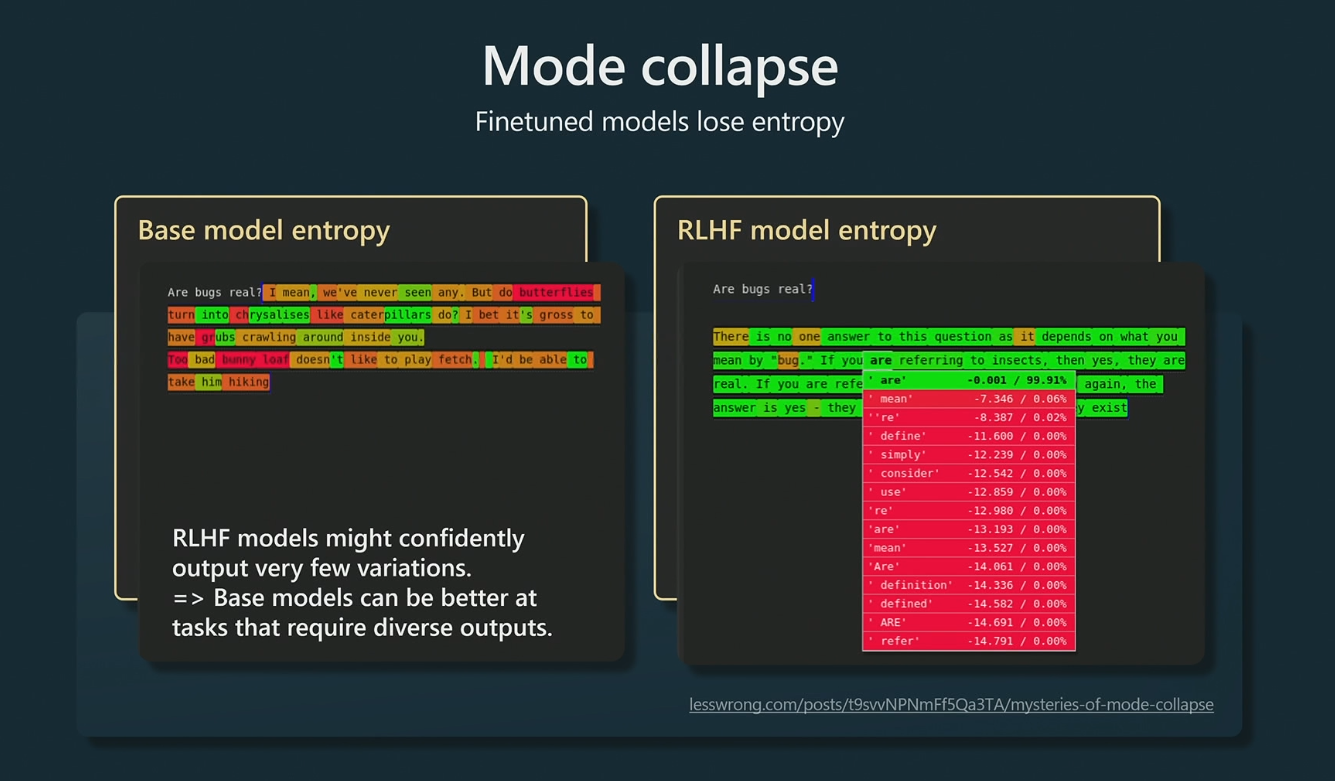 Mode collapse
Finetuned models lose entropy
Base model entropy
Are bugs real? I mean, we've never seen any. But do butterflies
turn into chrysalises like caterpillars do? I bet it's gross to
have grubs crawling around inside you.
Too bad bunny loaf doesn't like to play fetch. I'd be able to
take him hiking
RLHF models might confidently
output very few variations.
=> Base models can be better at
tasks that require diverse outputs.
RLHF model entropy
Are bugs real?
There is no one answer to this question as it depends on what you
mean by "bug." If you are referring to insects, then yes, they are
real. If you are refe again, the
answer is yes - they y exist
' are' -0.001 / 99.91%
' mean' -7.346 / 0.06%
''re' -8.387 / 0.02%
' define' -11.600 / 0.00%
' simply' -12.239 / 0.00%
' consider' -12.542 / 0.00%
' use' -12.859 / 0.00%
're' -12.980 / 0.00%
'are' -13.193 / 0.00%
'mean' -13.527 / 0.00%
'Are' -14.061 / 0.00%
' definition' -14.336 / 0.00%
' defined' -14.582 / 0.00%
' ARE' -14.691 / 0.00%
' refer' -14.791 / 0.00%
lesswrong.com/posts/t9svvNPNmFf5Qa3TA/mysteries-of-mode-collapse